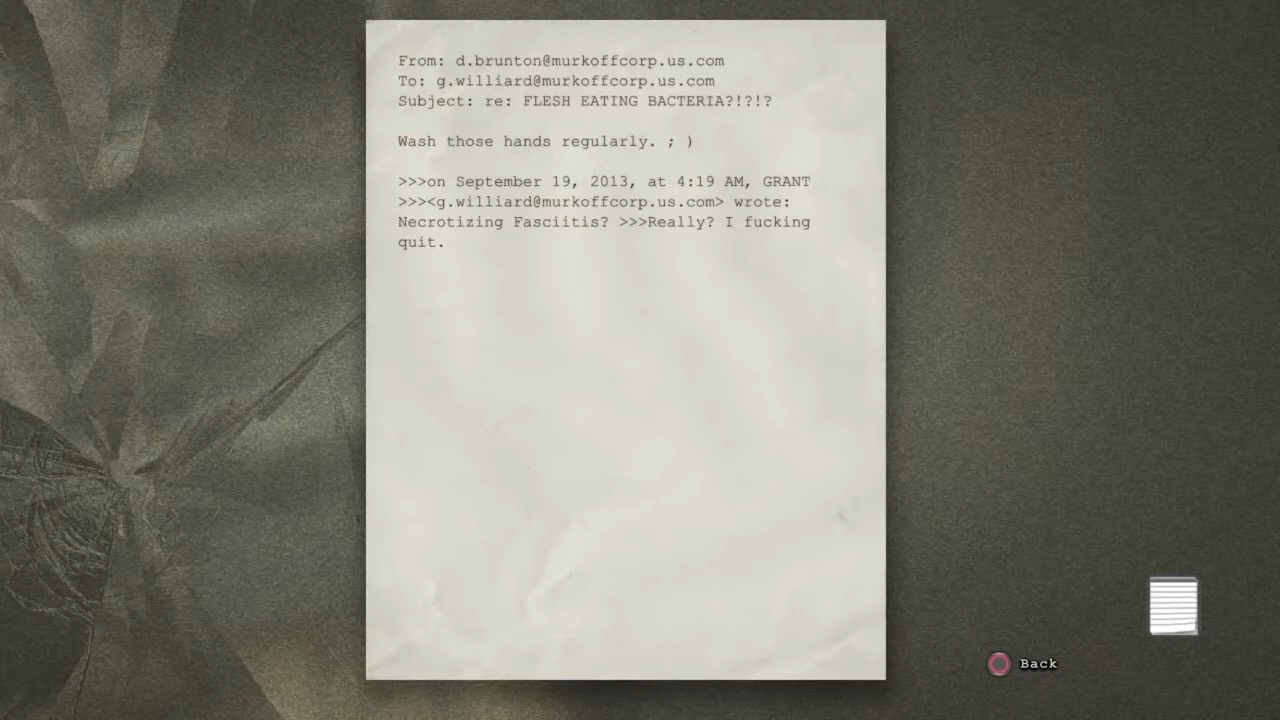 From: d.brunton@murkoffcorp.us.com
To: g.williard@murkoffcorp.us.com
Subject: re: FLESH EATING BACTERIA?!?!?
Wash those hands regularly. ; )
>>>on September 19, 2013, at 4:19 AM, GRANT
>>><g.williard@murkoffcorp.us.com> wrote:
Necrotizing Fasciitis? >>>Really? I fucking
quit.
Back